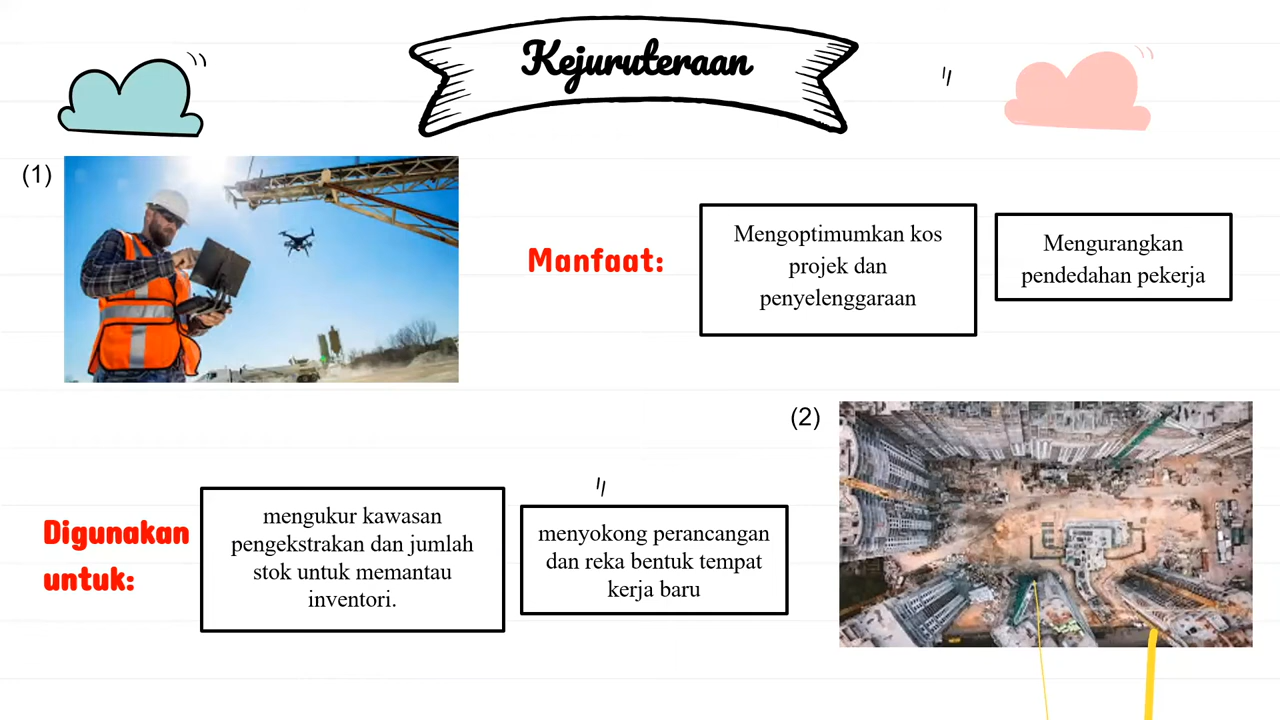 Kejuruteraan
(1)
Manfaat:
Mengoptimumkan kos
projek dan
penyelenggaraan
Mengurangkan
pendedahan pekerja
(2)
Digunakan
untuk:
mengukur kawasan
pengekstrakan dan jumlah
stok untuk memantau
inventori.
menyokong perancangan
dan reka bentuk tempat
kerja baru